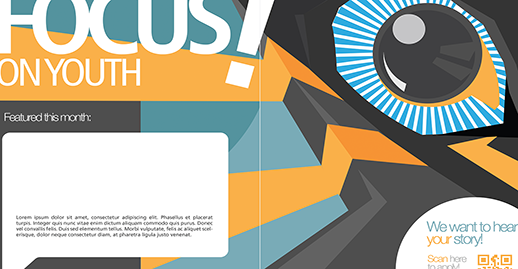 FOCUS!
ON YOUTH
Featured this month:
Lorem ipsum dolor sit amet, consectetur adipiscing elit. Phasellus et placerat
turpis. Integer quis nunc vitae enim dictum aliquam commodo quis purus. Donec
vel convallis felis. Duis sed elementum tellus. Morbi vulputate, felis ac aliquet scel-
erisque, dolor neque consectetur diam, at pharetra ligula justo venenat.
We want to hear
your story!
Scan here
to apply!